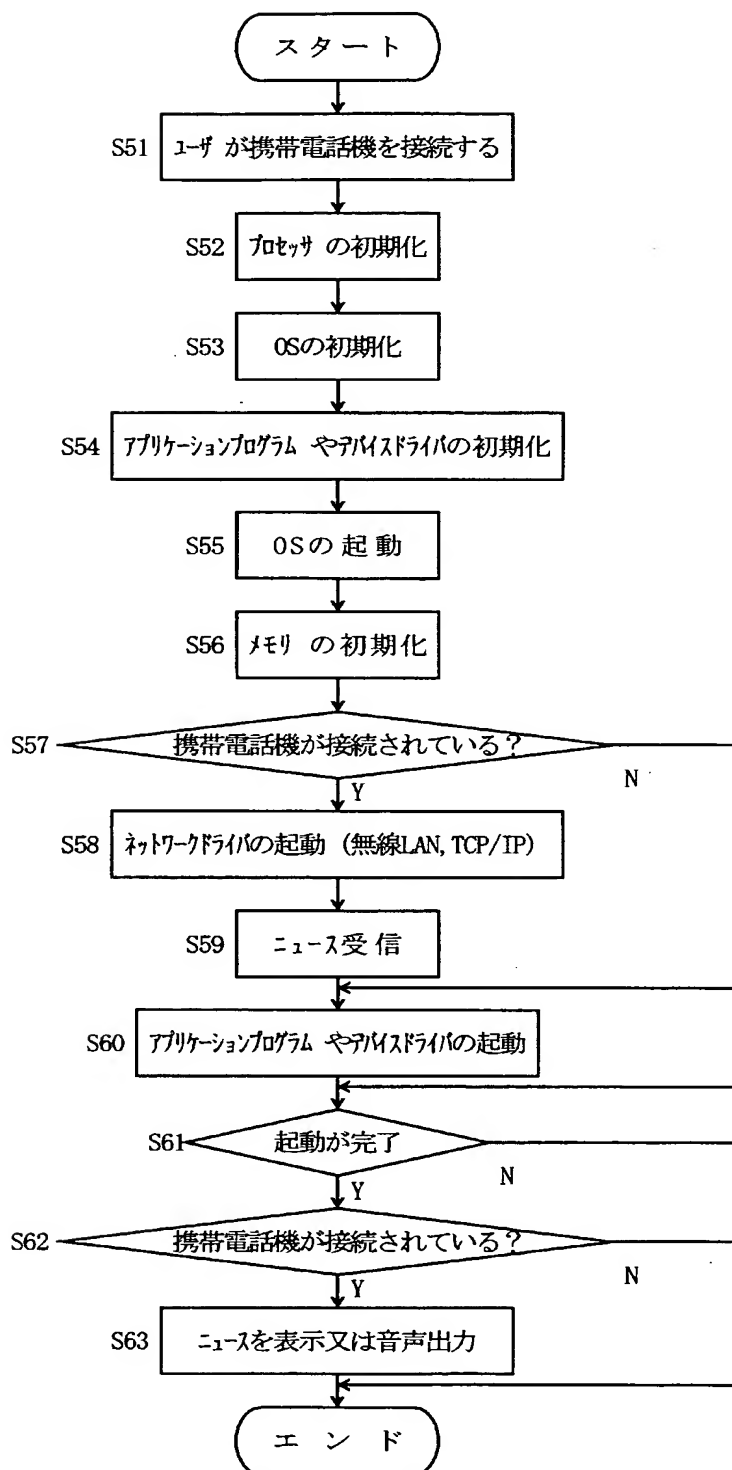 スタート
S51 ユーザが携帯電話機を接続する
S52 プロセッサの初期化
S53 OSの初期化
S54 アプリケーションプログラムやデバイスドライバの初期化
S55 OSの起動
S56 メモリの初期化
S57 携帯電話機が接続されている?
N
Y
S58 ネットワークドライバの起動 (無線LAN, TCP/IP)
S59 ニュース受信
S60 アプリケーションプログラムやデバイスドライバの起動
S61 起動が完了
N
Y
S62 携帯電話機が接続されている?
N
Y
S63 ニュースを表示又は音声出力
エンド